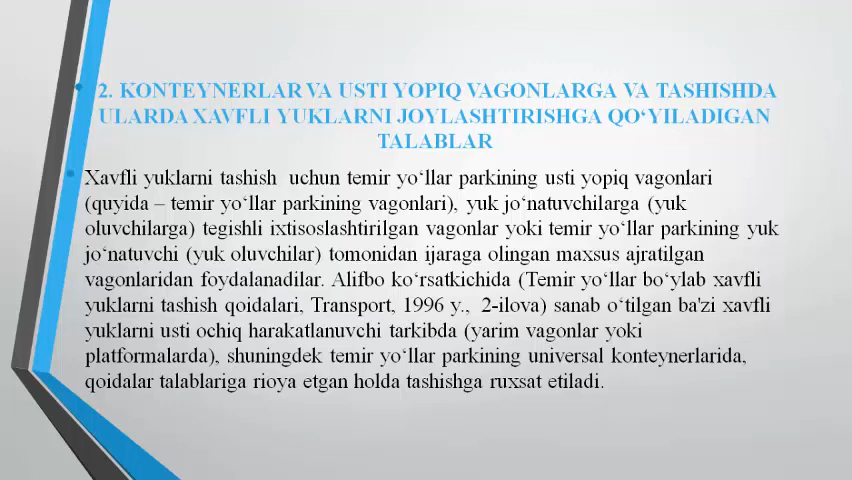 2. KONTEYNERLAR VA USTI YOPIQ VAGONLARGA VA TASHISHDA
ULARDA XAVFLI YUKLARNI JOYLASHTIRISHGA QO‘YILADIGAN
TALABLAR
Xavfli yuklarni tashish uchun temir yo‘llar parkining usti yopiq vagonlari
(quyida – temir yo‘llar parkining vagonlari), yuk jo‘natuvchilarga (yuk
oluvchilarga) tegishli ixtisoslashtirilgan vagonlar yoki temir yo‘llar parkining yuk
jo‘natuvchi (yuk oluvchilar) tomonidan ijaraga olingan maxsus ajratilgan
vagonlaridan foydalanadilar. Alifbo ko‘rsatkichida (Temir yo‘llar bo‘ylab xavfli
yuklarni tashish qoidalari, Transport, 1996 y., 2-ilova) sanab o‘tilgan ba'zi xavfli
yuklarni usti ochiq harakatlanuvchi tarkibda (yarim vagonlar yoki
platformalarda), shuningdek temir yo‘llar parkining universal konteynerlarida,
qoidalar talablariga rioya etgan holda tashishga ruxsat etiladi.